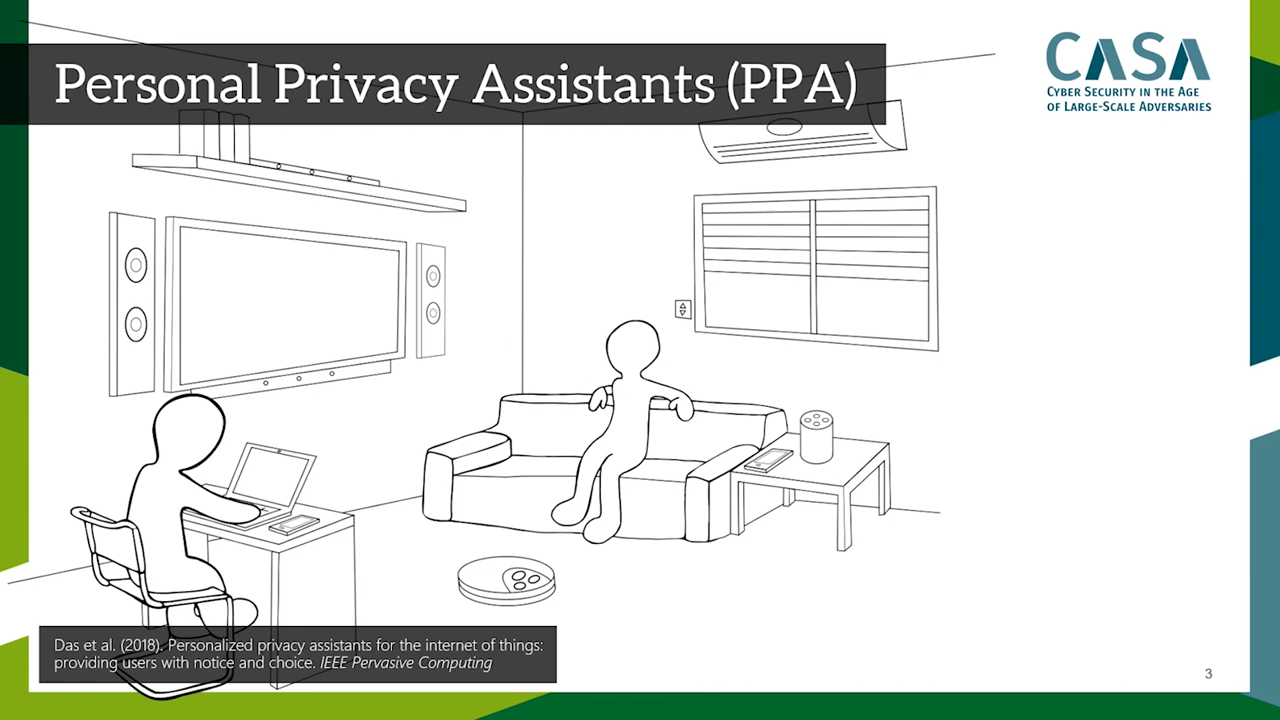 Personal Privacy Assistants (PPA)
CASA
CYBER SECURITY IN THE AGE
OF LARGE-SCALE ADVERSARIES
Das et al. (2018). Personalized privacy assistants for the internet of things:
providing users with notice and choice. IEEE Pervasive Computing
3